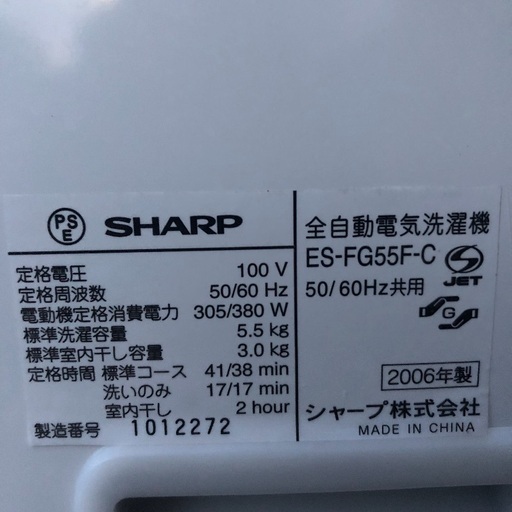 PSE SHARP
定格電圧 100 V
定格周波数 50/60 Hz
電動機定格消費電力 305/380 W
標準洗濯容量 5.5 kg
標準室内干し容量 3.0 kg
定格時間 標準コース 41/38 min
洗いのみ 17/17 min
室内干し 2 hour
製造番号 1012272
全自動電気洗濯機
ES-FG55F-C
JET
50/60Hz共用
2006年製
シャープ株式会社
MADE IN CHINA